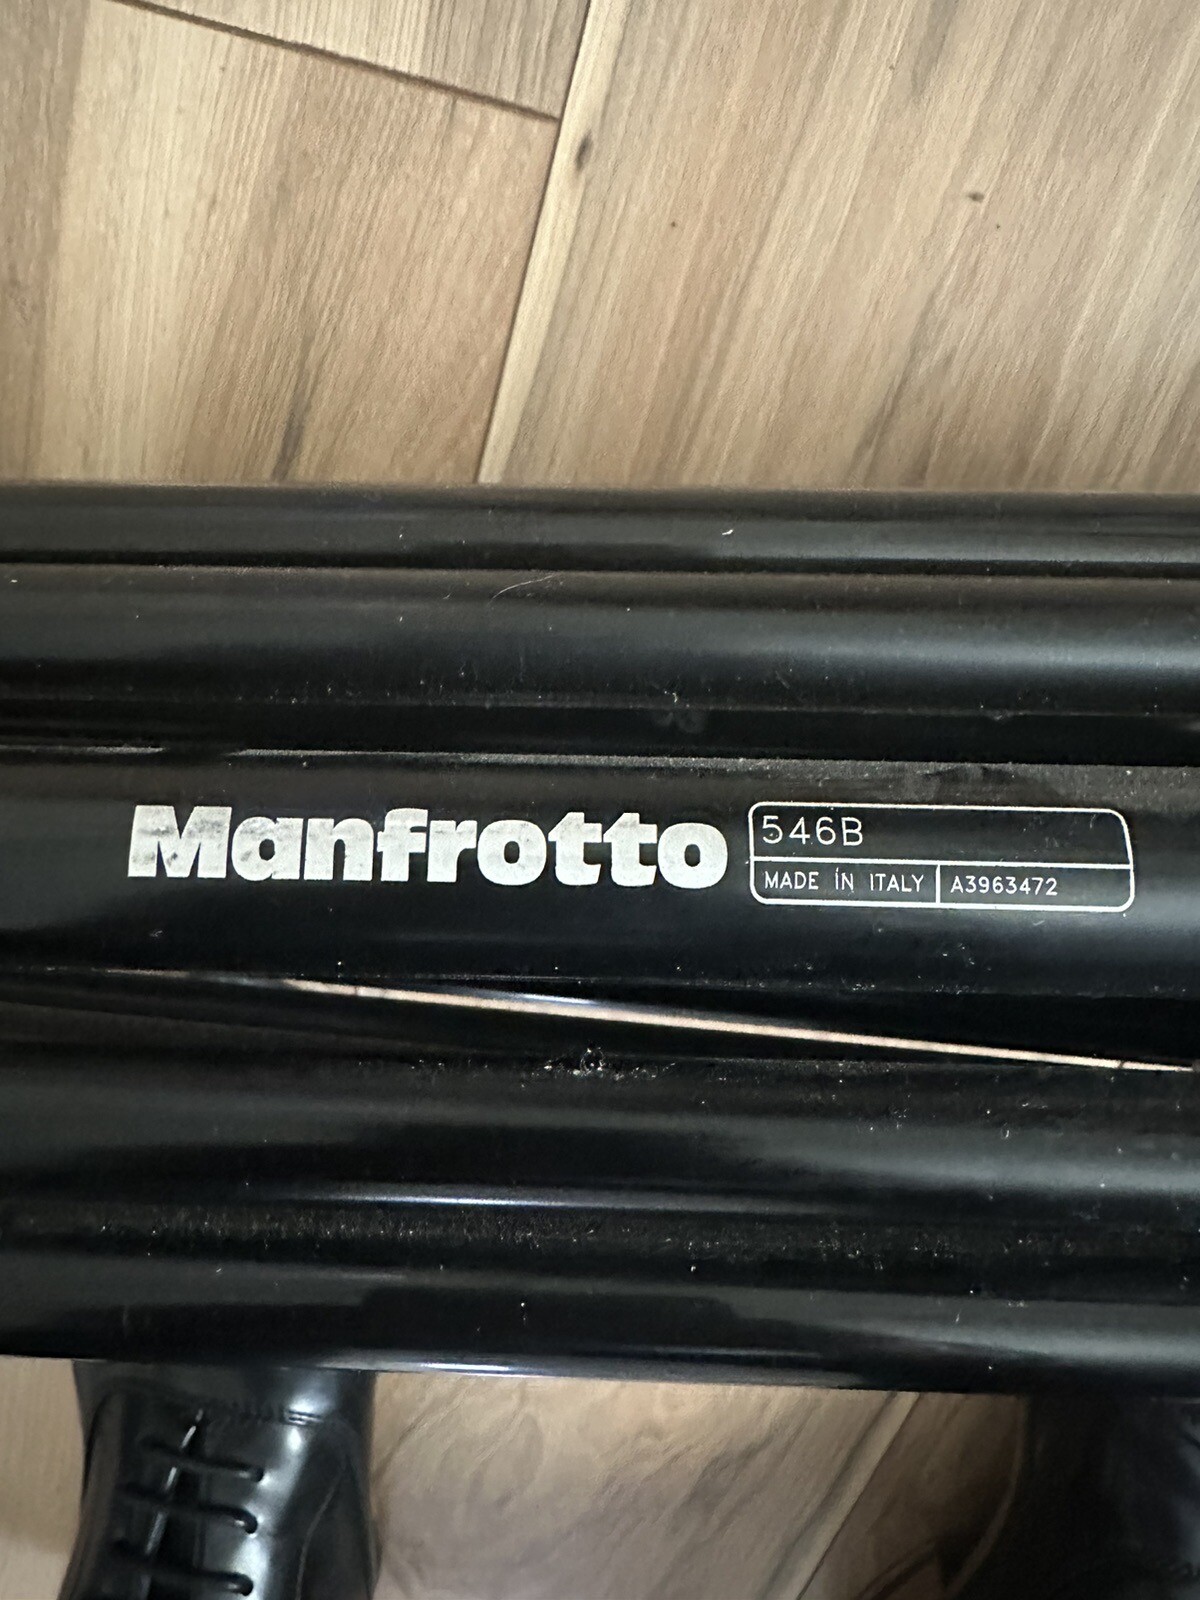 Manfrotto
546B
MADE IN ITALY
A3963472